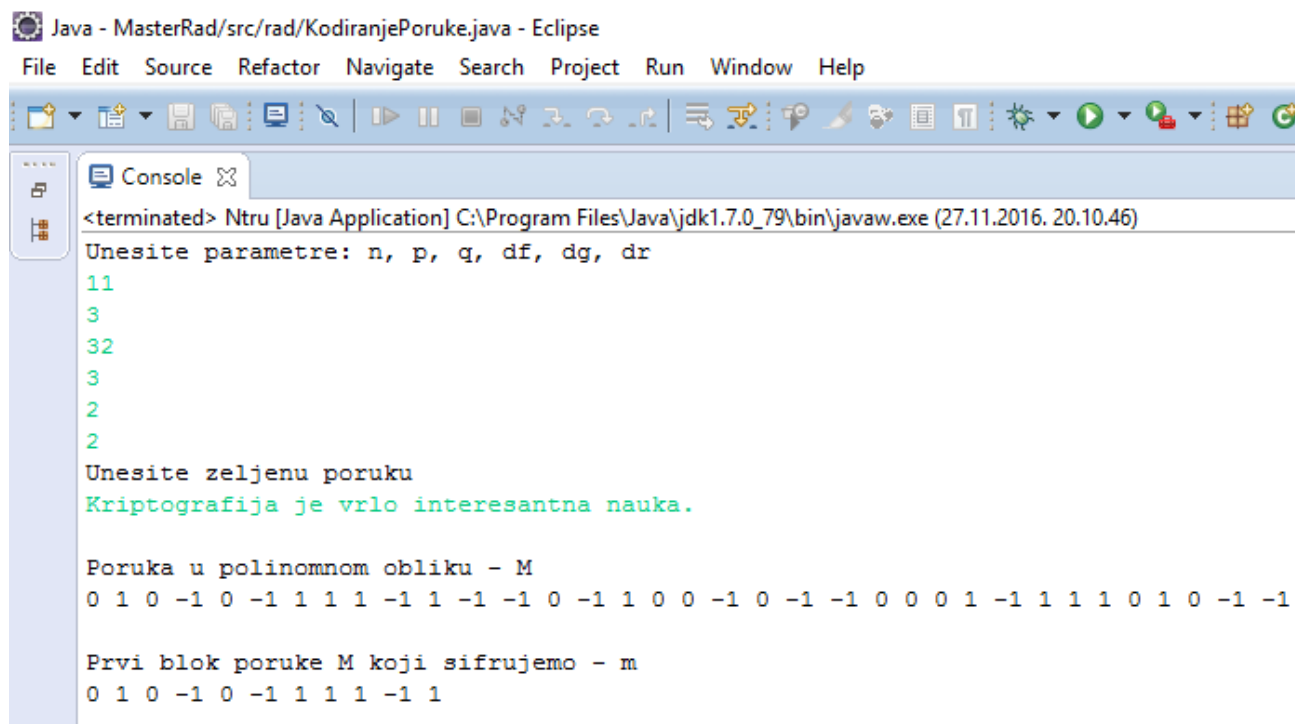 Java - MasterRad/src/rad/KodiranjePoruke.java - Eclipse
File Edit Source Refactor Navigate Search Project Run Window Help
Console
<terminated> Ntru [Java Application] C:\Program Files\Java\jdk1.7.0_79\bin\javaw.exe (27.11.2016. 20.10.46)
Unesite parametre: n, p, q, df, dg, dr
11
3
32
3
2
2
Unesite zeljenu poruku
Kriptografija je vrlo interesantna nauka.
Poruka u polinomnom obliku - M
0 1 0 -1 0 -1 1 1 1 -1 1 -1 -1 0 -1 1 0 0 -1 0 -1 -1 0 0 0 1 -1 1 1 1 0 1 0 -1 -1
Prvi blok poruke M koji sifrujemo - m
0 1 0 -1 0 -1 1 1 1 -1 1